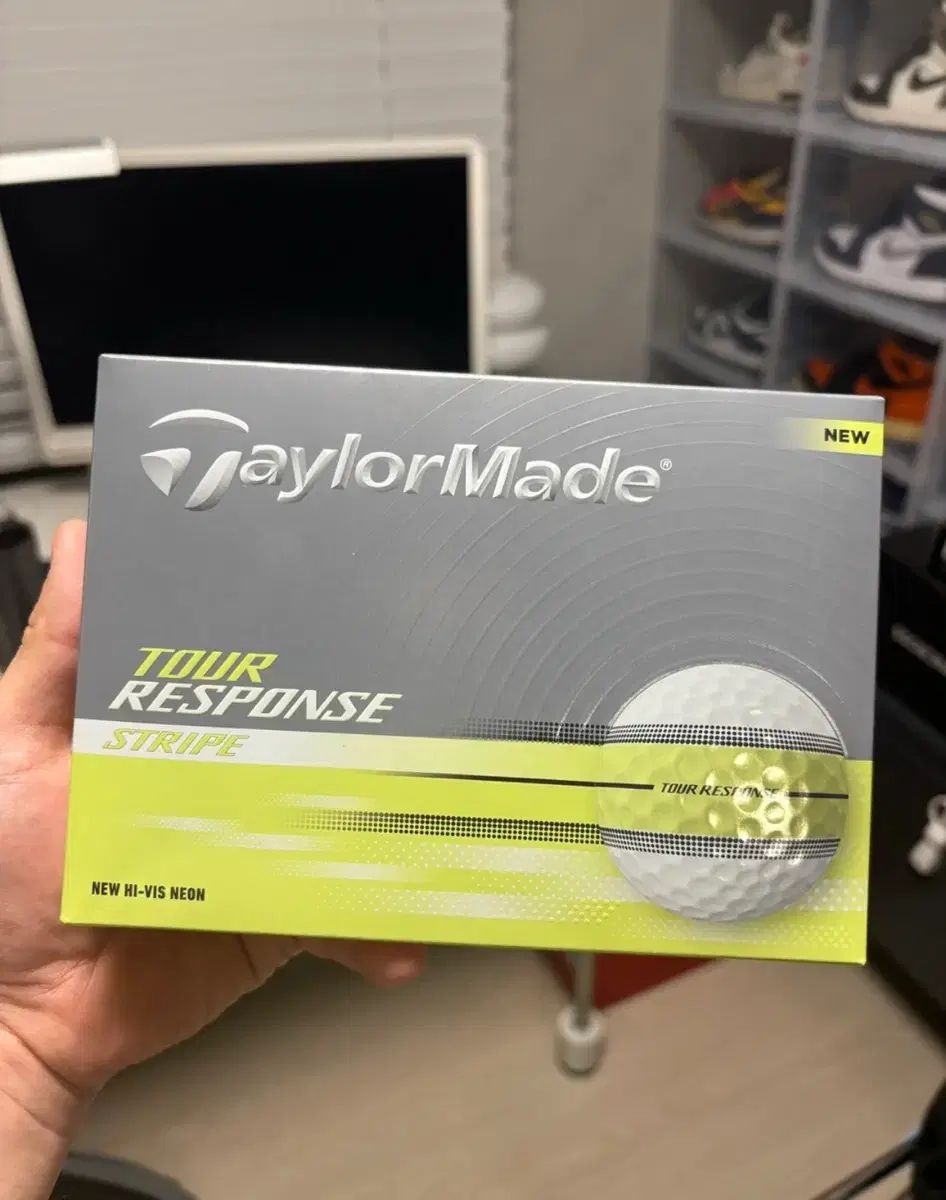 TaylorMade®
NEW
TOUR
RESPONSE
STRIPE
TOUR RESPONSE
NEW HI-VIS NEON